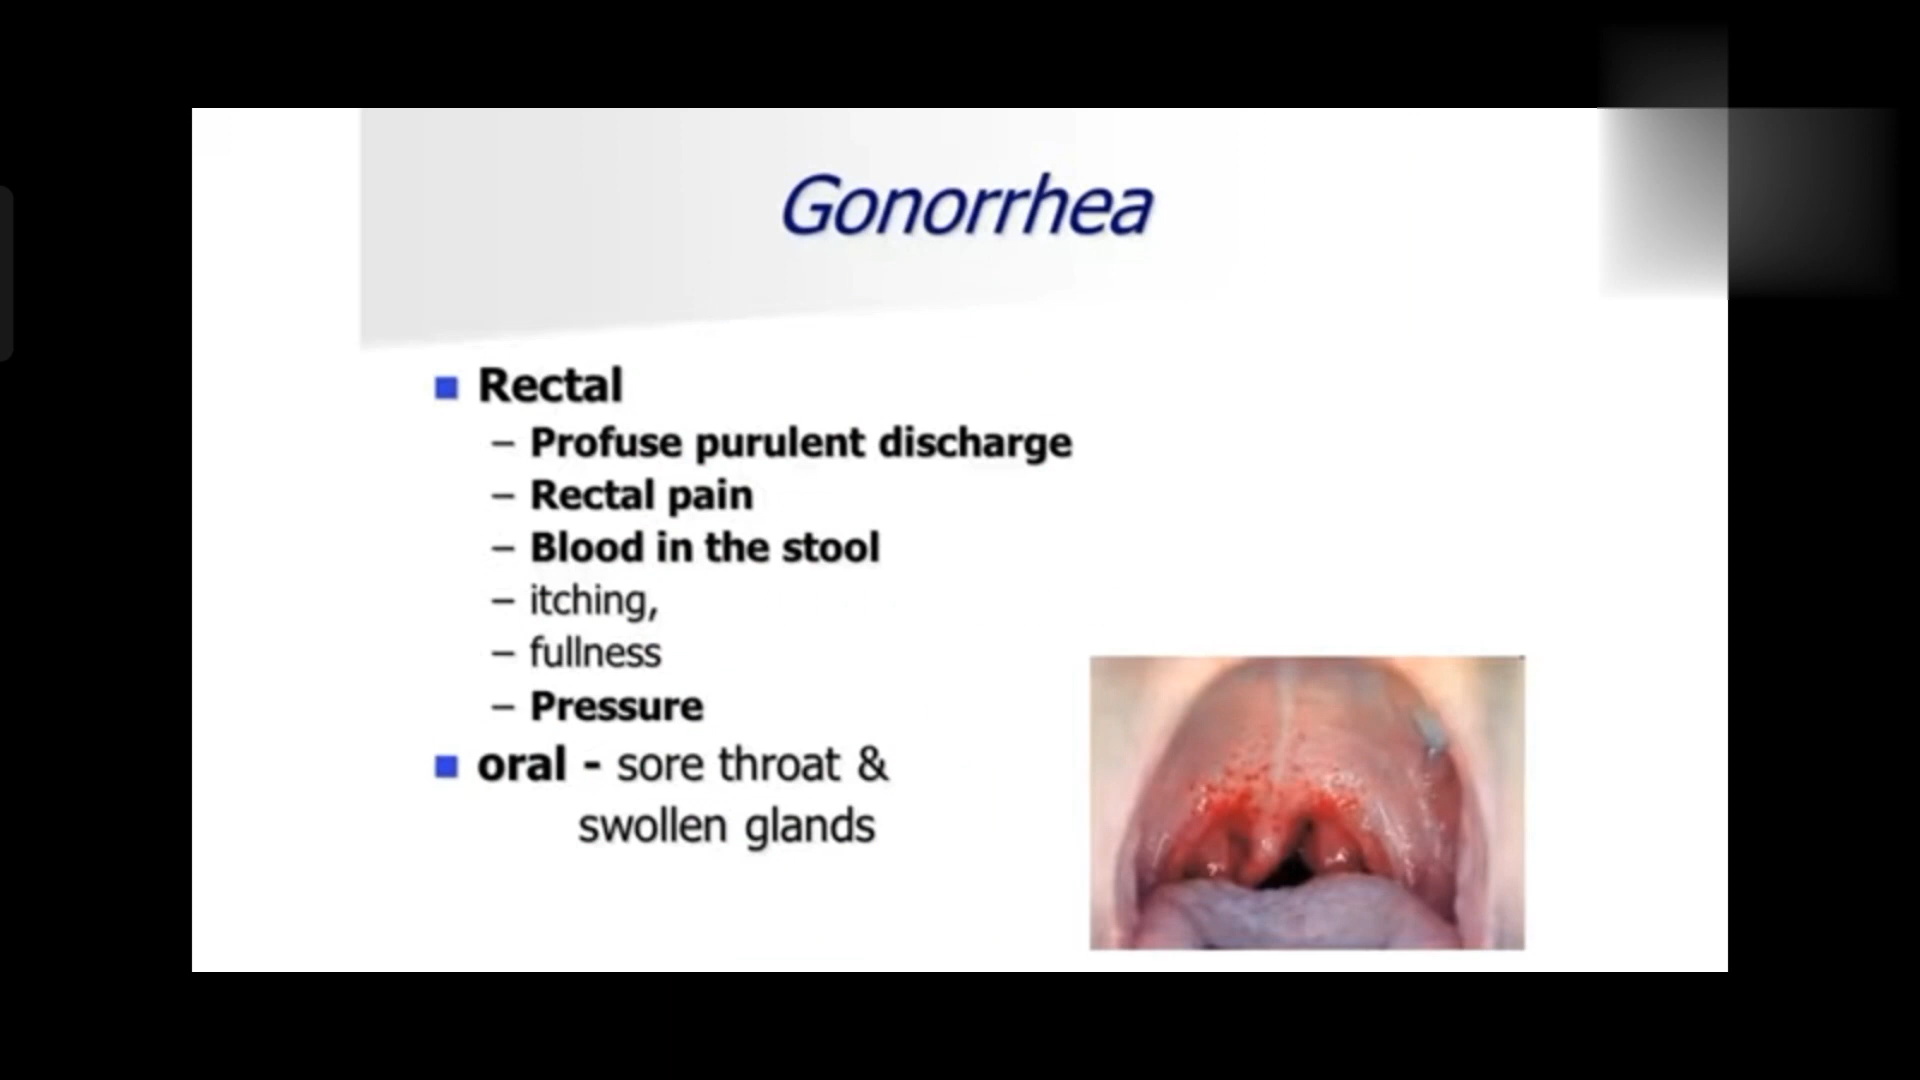 Gonorrhea
Rectal
– Profuse purulent discharge
– Rectal pain
– Blood in the stool
– itching,
– fullness
– Pressure
oral - sore throat &
swollen glands